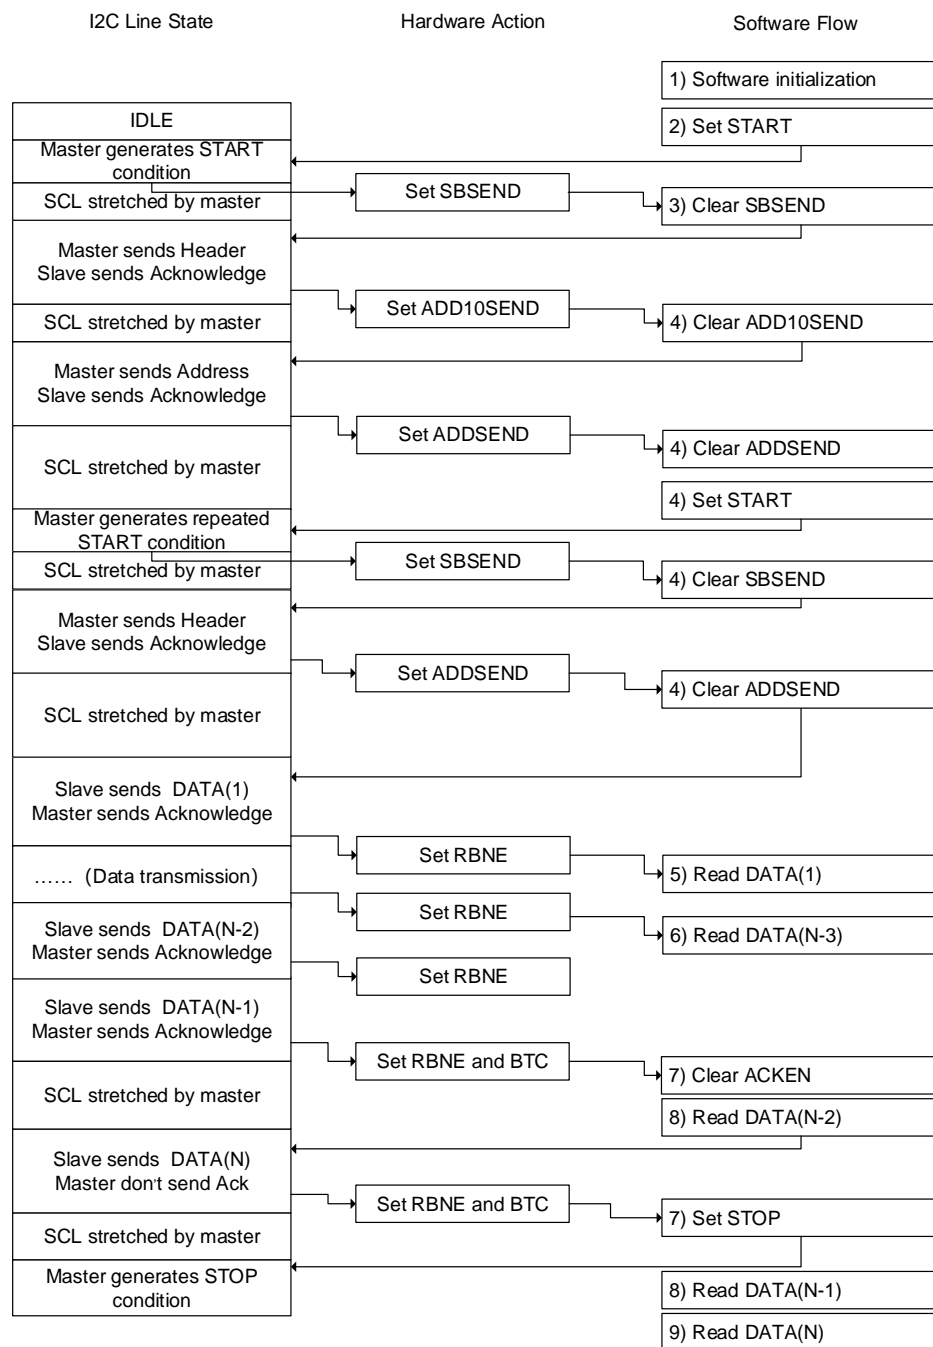 I2C Line State
Hardware Action
Software Flow
1) Software initialization
IDLE
2) Set START
Master generates START
condition
SCL stretched by master
Set SBSEND
3) Clear SBSEND
Master sends Header
Slave sends Acknowledge
SCL stretched by master
Set ADD10SEND
4) Clear ADD10SEND
Master sends Address
Slave sends Acknowledge
SCL stretched by master
Set ADDSEND
4) Clear ADDSEND
4) Set START
Master generates repeated
START condition
SCL stretched by master
Set SBSEND
4) Clear SBSEND
Master sends Header
Slave sends Acknowledge
SCL stretched by master
Set ADDSEND
4) Clear ADDSEND
Slave sends DATA(1)
Master sends Acknowledge
Set RBNE
5) Read DATA(1)
…… (Data transmission)
Set RBNE
6) Read DATA(N-3)
Slave sends DATA(N-2)
Master sends Acknowledge
Set RBNE
Slave sends DATA(N-1)
Master sends Acknowledge
Set RBNE and BTC
7) Clear ACKEN
SCL stretched by master
8) Read DATA(N-2)
Slave sends DATA(N)
Master don't send Ack
Set RBNE and BTC
7) Set STOP
SCL stretched by master
Master generates STOP
condition
8) Read DATA(N-1)
9) Read DATA(N)